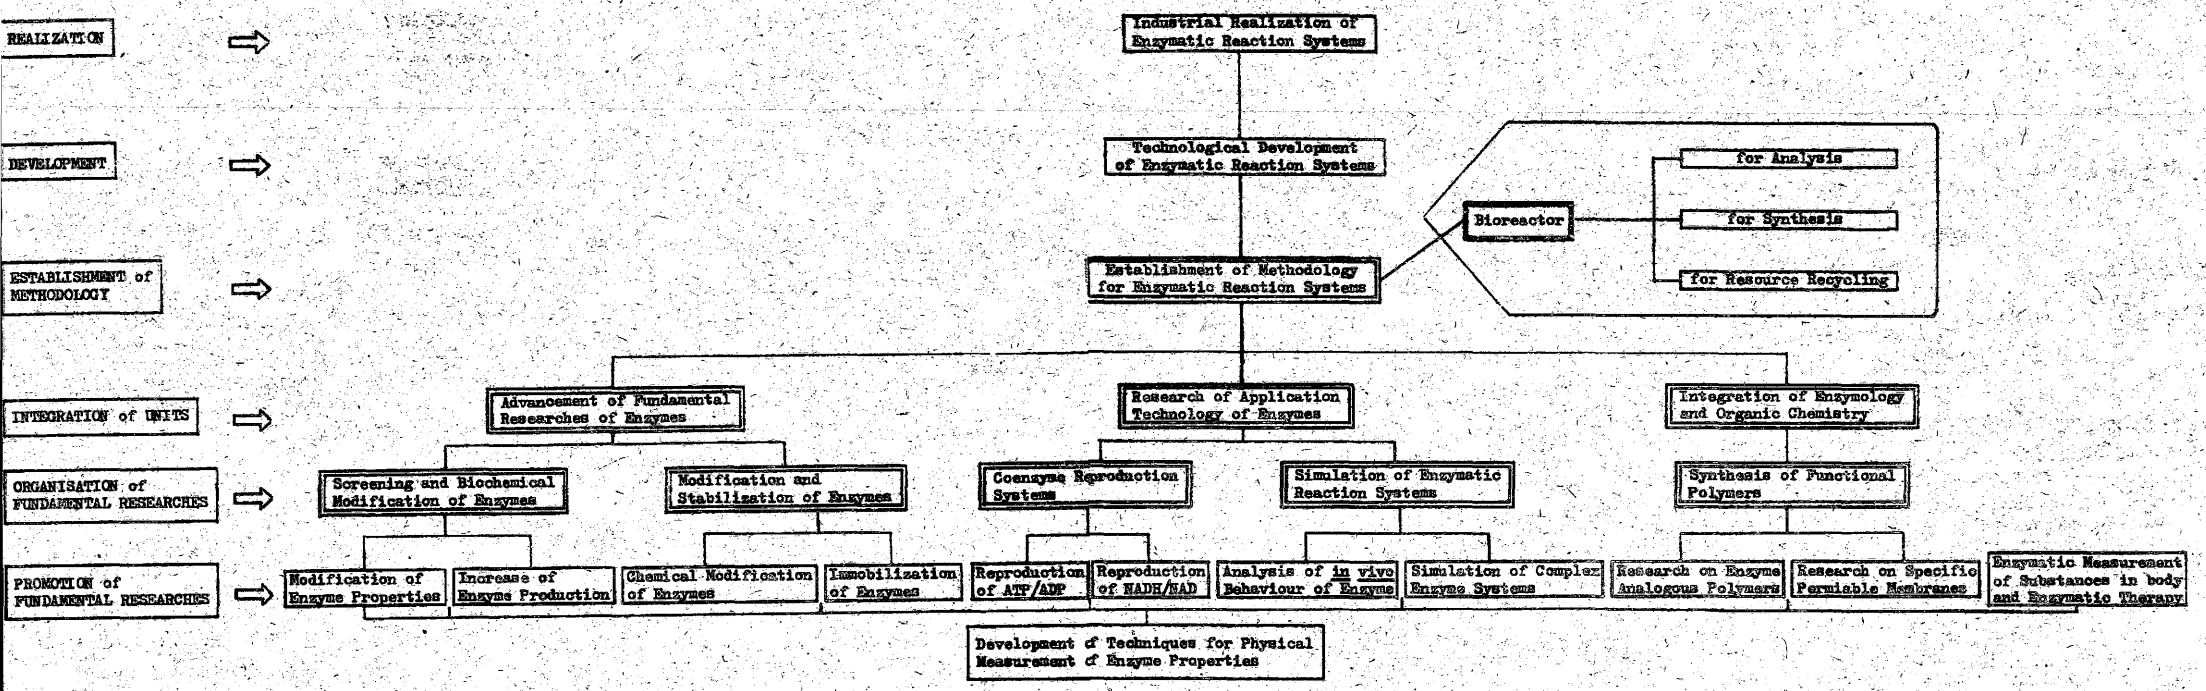 REALIZATION
Industrial Realization of
Enzymatic Reaction Systems
DEVELOPMENT
Technological Development
of Enzymatic Reaction Systems
for Analysis
Bioreactor
for Synthesis
for Resource Recycling
ESTABLISHMENT of
METHODOLOGY
Establishment of Methodology
for Enzymatic Reaction Systems
INTEGRATION of UNITS
Advancement of Fundamental
Researches of Enzymes
Research of Application
Technology of Enzymes
Integration of Enzymology
and Organic Chemistry
ORGANISATION of
FUNDAMENTAL RESEARCHES
Screening and Biochemical
Modification of Enzymes
Modification and
Stabilization of Enzymes
Coenzyme Reproduction
Systems
Simulation of Enzymatic
Reaction Systems
Synthesis of Functional
Polymers
PROMOTION of
FUNDAMENTAL RESEARCHES
Modification of
Enzyme Properties
Increase of
Enzyme Production
Chemical Modification
of Enzymes
Immobilization
of Enzymes
Reproduction
of ATP/ADP
Reproduction
of NADH/NAD
Analysis of in vivo
Behaviour of Enzyme
Simulation of Complex
Enzyme Systems
Research on Enzyme
Analogous Polymers
Research on Specific
Permiable Membranes
Enzymatic Measurement
of Substances in body
and Enzymatic Therapy
Development of Techniques for Physical
Measurement of Enzyme Properties